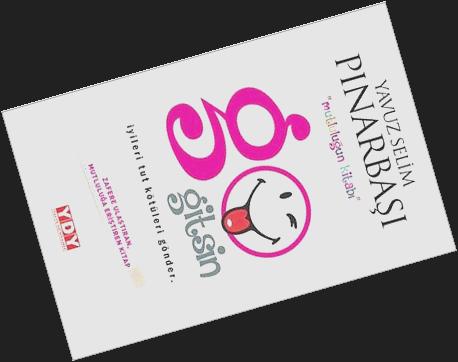 YAVUZ SELİM
PINARBAŞI
"mutluluğun kitabı"
go
gitsin
iyileri tut kötüleri gönder.
ZAFERE ULAŞTIRAN,
MUTLULUĞA ERİŞTİREN KİTAP
YDY